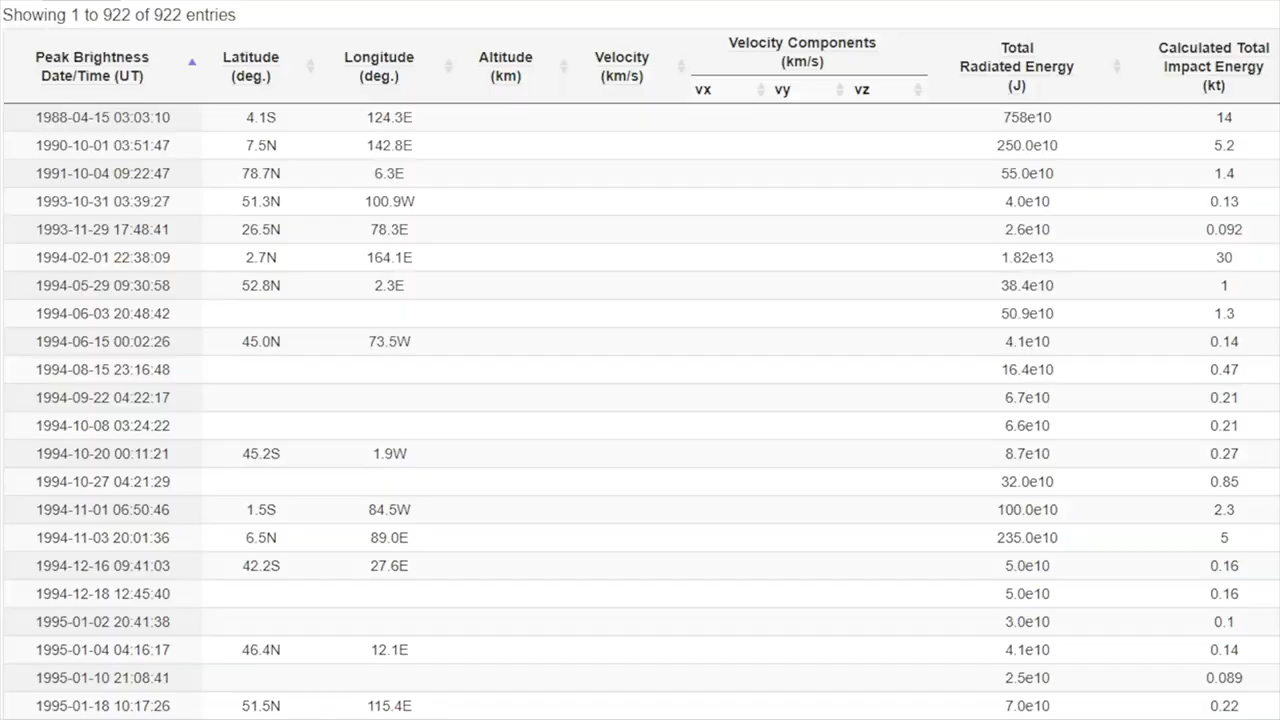 Showing 1 to 922 of 922 entries
Peak Brightness Date/Time (UT) Latitude (deg.) Longitude (deg.) Altitude (km) Velocity (km/s) Velocity Components (km/s) vx vy vz Total Radiated Energy (J) Calculated Total Impact Energy (kt)
1988-04-15 03:03:10 4.1S 124.3E 758e10 14
1990-10-01 03:51:47 7.5N 142.8E 250.0e10 5.2
1991-10-04 09:22:47 78.7N 6.3E 55.0e10 1.4
1993-10-31 03:39:27 51.3N 100.9W 4.0e10 0.13
1993-11-29 17:48:41 26.5N 78.3E 2.6e10 0.092
1994-02-01 22:38:09 2.7N 164.1E 1.82e13 30
1994-05-29 09:30:58 52.8N 2.3E 38.4e10 1
1994-06-03 20:48:42 50.9e10 1.3
1994-06-15 00:02:26 45.0N 73.5W 4.1e10 0.14
1994-08-15 23:16:48 16.4e10 0.47
1994-09-22 04:22:17 6.7e10 0.21
1994-10-08 03:24:22 6.6e10 0.21
1994-10-20 00:11:21 45.2S 1.9W 8.7e10 0.27
1994-10-27 04:21:29 32.0e10 0.85
1994-11-01 06:50:46 1.5S 84.5W 100.0e10 2.3
1994-11-03 20:01:36 6.5N 89.0E 235.0e10 5
1994-12-16 09:41:03 42.2S 27.6E 5.0e10 0.16
1994-12-18 12:45:40 5.0e10 0.16
1995-01-02 20:41:38 3.0e10 0.1
1995-01-04 04:16:17 46.4N 12.1E 4.1e10 0.14
1995-01-10 21:08:41 2.5e10 0.089
1995-01-18 10:17:26 51.5N 115.4E 7.0e10 0.22